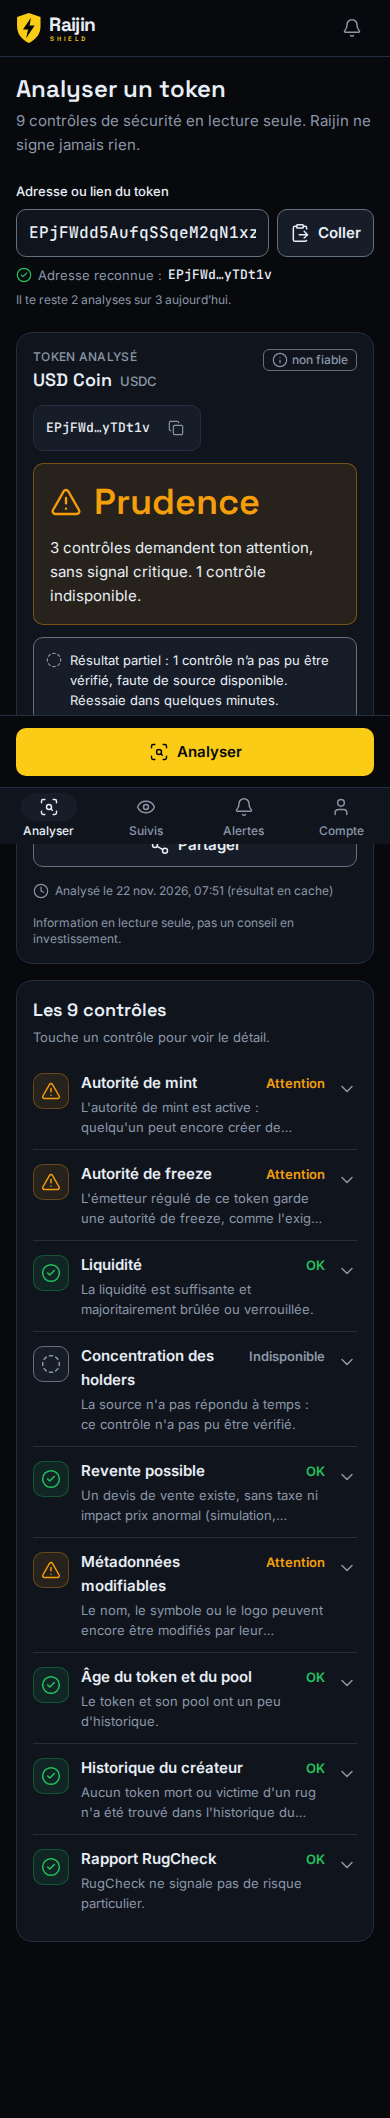 Raijin
SHIELD
Analyser un token
9 contrôles de sécurité en lecture seule. Raijin ne
signe jamais rien.
Adresse ou lien du token
EPjFWdd5AufqSSqeM2qN1xz
Coller
Adresse reconnue : EPjFWd…yTDt1v
Il te reste 2 analyses sur 3 aujourd'hui.
TOKEN ANALYSÉ
non fiable
USD Coin USDC
EPjFWd…yTDt1v
Prudence
3 contrôles demandent ton attention,
sans signal critique. 1 contrôle
indisponible.
Résultat partiel : 1 contrôle n'a pas pu être
vérifié, faute de source disponible.
Réessaie dans quelques minutes.
Analyser
Analyser
Suivis
Alertes
Compte
Partager
Analysé le 22 nov. 2026, 07:51 (résultat en cache)
Information en lecture seule, pas un conseil en
investissement.
Les 9 contrôles
Touche un contrôle pour voir le détail.
Autorité de mint
Attention
L'autorité de mint est active :
quelqu'un peut encore créer de…
Autorité de freeze
Attention
L'émetteur régulé de ce token garde
une autorité de freeze, comme l'exig…
Liquidité
OK
La liquidité est suffisante et
majoritairement brûlée ou verrouillée.
Concentration des
holders
Indisponible
La source n'a pas répondu à temps :
ce contrôle n'a pas pu être vérifié.
Revente possible
OK
Un devis de vente existe, sans taxe ni
impact prix anormal (simulation,…
Métadonnées
modifiables
Attention
Le nom, le symbole ou le logo peuvent
encore être modifiés par leur…
Âge du token et du pool
OK
Le token et son pool ont un peu
d'historique.
Historique du créateur
OK
Aucun token mort ou victime d'un rug
n'a été trouvé dans l'historique du…
Rapport RugCheck
OK
RugCheck ne signale pas de risque
particulier.